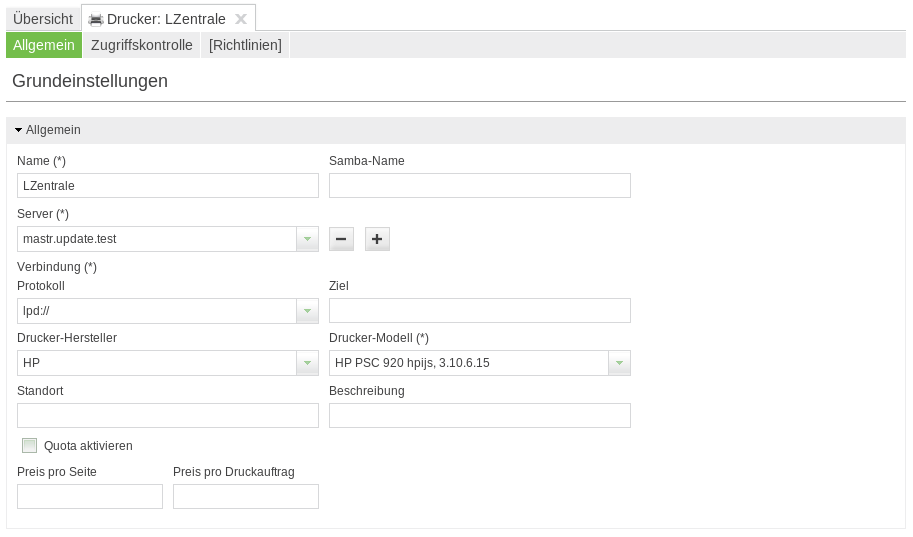 Übersicht Drucker: LZentrale
Allgemein Zugriffskontrolle [Richtlinien]
Grundeinstellungen
Allgemein
Name (*) Samba-Name
LZentrale
Server (*)
mastr.update.test
Verbindung (*)
Protokoll Ziel
lpd://
Drucker-Hersteller Drucker-Modell (*)
HP HP PSC 920 hpijs, 3.10.6.15
Standort Beschreibung
Quota aktivieren
Preis pro Seite Preis pro Druckauftrag